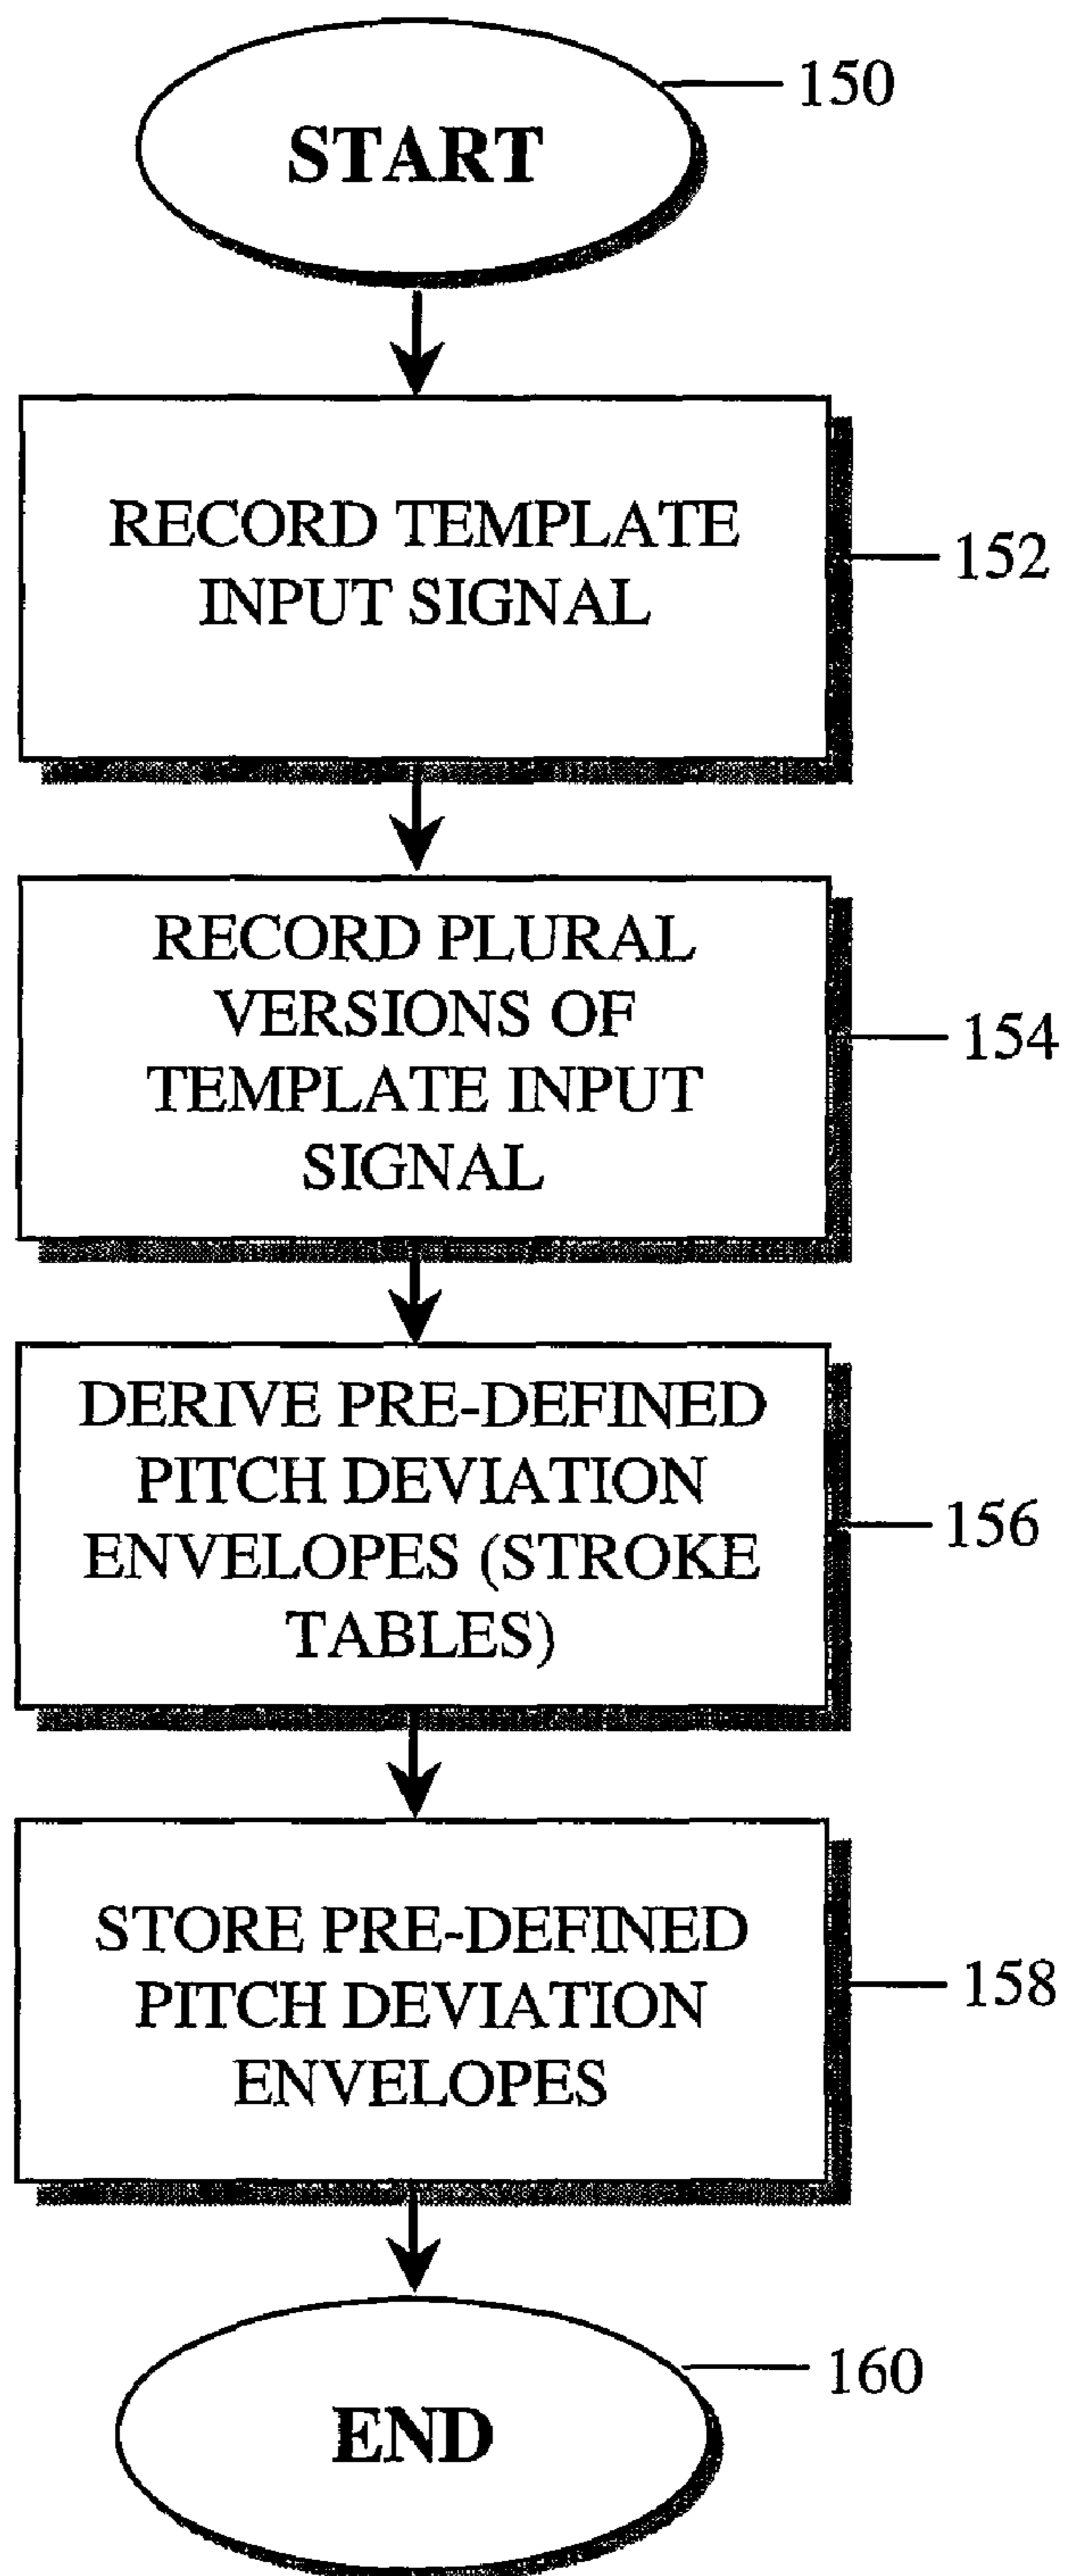 START
150
RECORD TEMPLATE
INPUT SIGNAL
152
RECORD PLURAL
VERSIONS OF
TEMPLATE INPUT
SIGNAL
154
DERIVE PRE-DEFINED
PITCH DEVIATION
ENVELOPES (STROKE
TABLES)
156
STORE PRE-DEFINED
PITCH DEVIATION
ENVELOPES
158
END
160